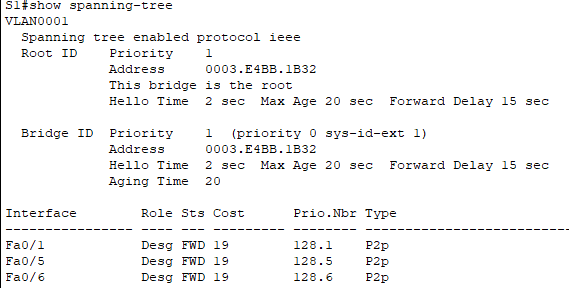 S1#show spanning-tree
VLAN0001
  Spanning tree enabled protocol ieee
  Root ID    Priority    1
             Address     0003.E4BB.1B32
             This bridge is the root
             Hello Time  2 sec  Max Age 20 sec  Forward Delay 15 sec

  Bridge ID  Priority    1  (priority 0 sys-id-ext 1)
             Address     0003.E4BB.1B32
             Hello Time  2 sec  Max Age 20 sec  Forward Delay 15 sec
             Aging Time  20

Interface        Role Sts Cost      Prio.Nbr Type
---------------- ---- --- --------- -------- --------------------------------
Fa0/1            Desg FWD 19        128.1    P2p
Fa0/5            Desg FWD 19        128.5    P2p
Fa0/6            Desg FWD 19        128.6    P2p